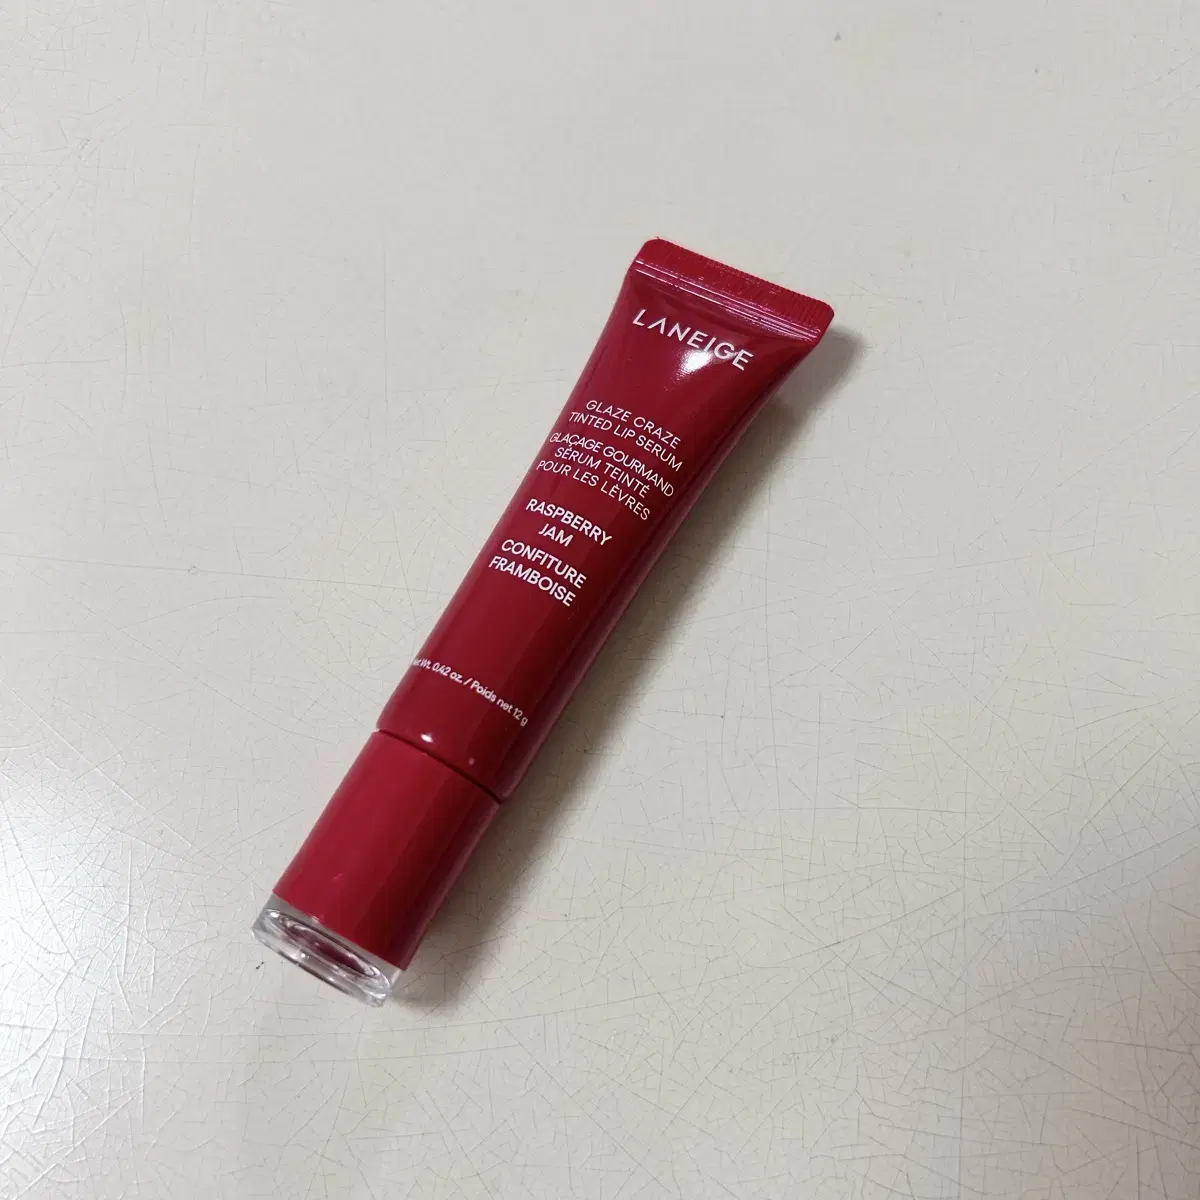 LANEIGE
GLAZE CRAZE
TINTED LIP SERUM
GLAÇAGE GOURMAND
SÉRUM TEINTÉ
POUR LES LÈVRES
RASPBERRY
JAM
CONFITURE
FRAMBOISE
Net Wt. 0.42 oz. / Poids net 12 g